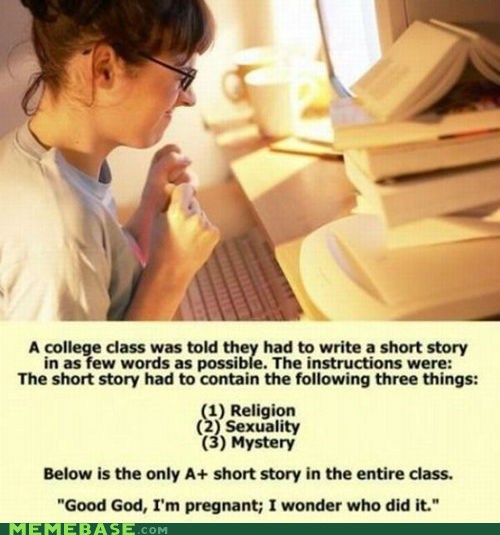 A college class was told they had to write a short story
in as few words as possible. The instructions were:
The short story had to contain the following three things:
(1) Religion
(2) Sexuality
(3) Mystery
Below is the only A+ short story in the entire class.
"Good God, I'm pregnant; I wonder who did it."
MEMEBASE.COM